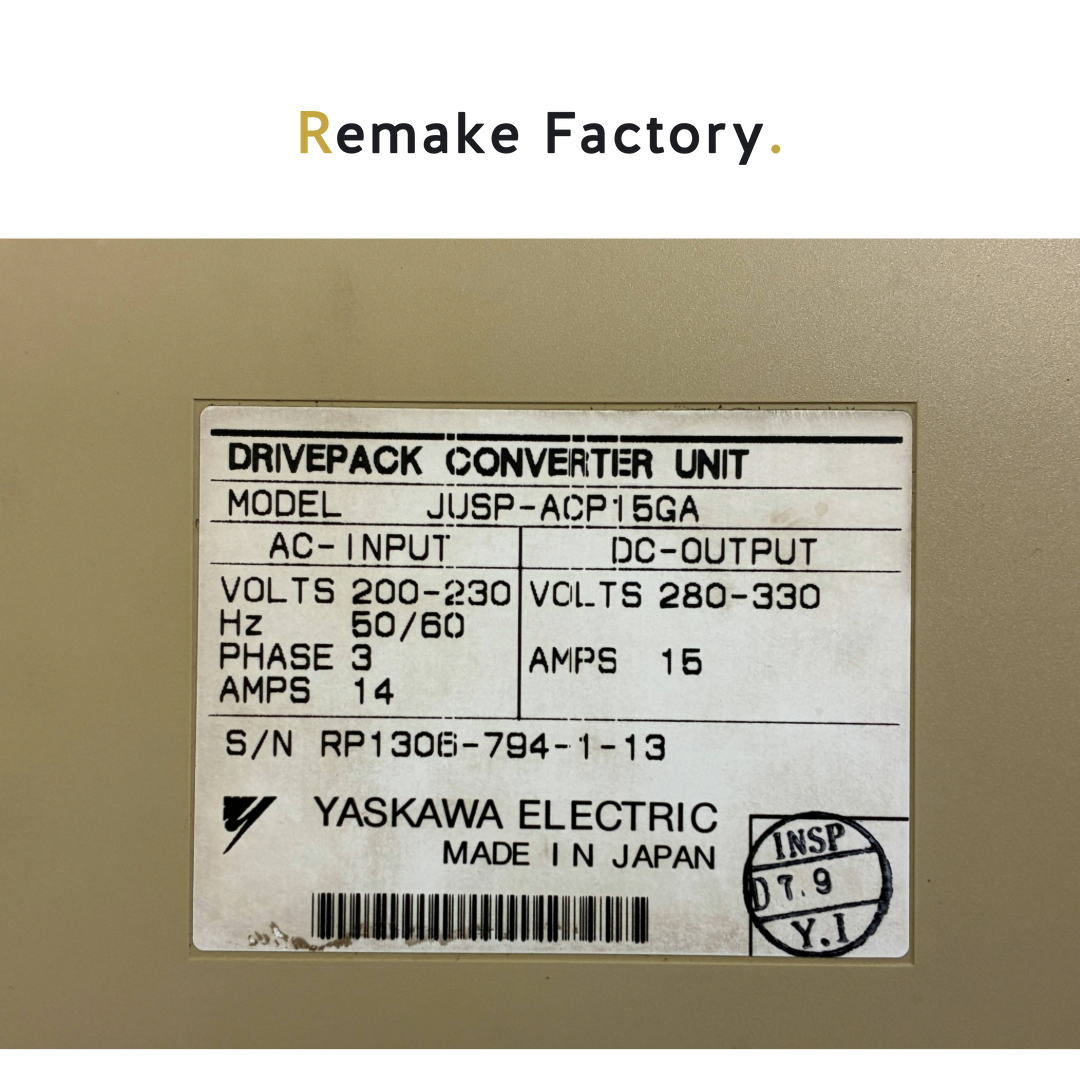 Remake Factory.
DRIVEPACK CONVERTER UNIT
MODEL JUSP-ACP15GA
AC-INPUT DC-OUTPUT
VOLTS 200-230 VOLTS 280-330
Hz 50/60
PHASE 3 AMPS 15
AMPS 14
S/N RP1306-794-1-13
YASKAWA ELECTRIC
MADE IN JAPAN
INSP
D 7.9
Y.I